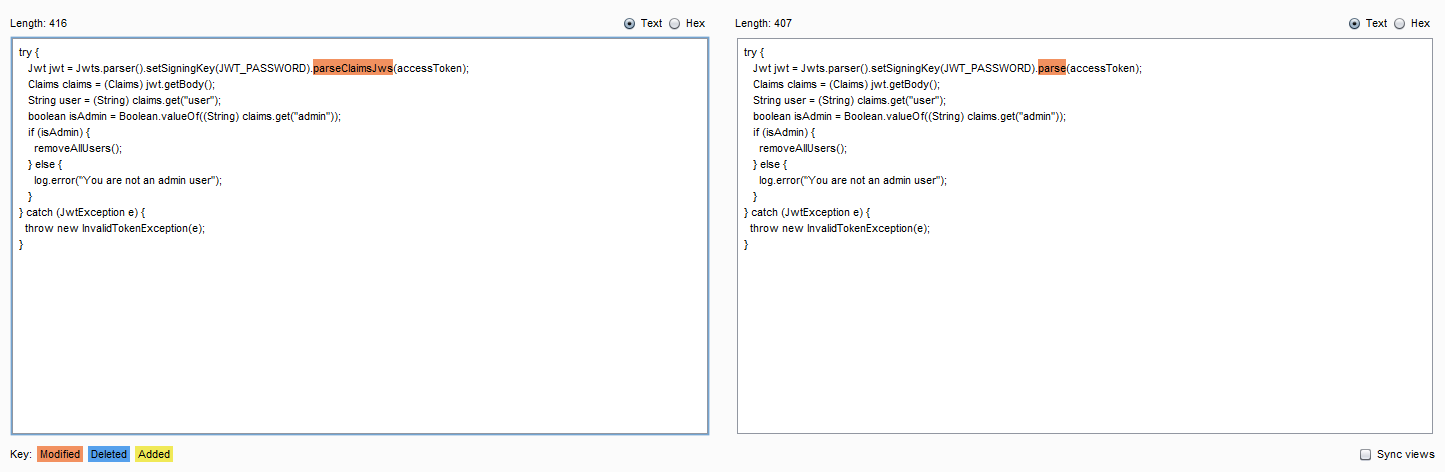 Length: 416
Text Hex
try {
Jwt jwt = Jwts.parser().setSigningKey(JWT_PASSWORD).parseClaimsJws(accessToken);
Claims claims = (Claims) jwt.getBody();
String user = (String) claims.get("user");
boolean isAdmin = Boolean.valueOf((String) claims.get("admin"));
if (isAdmin) {
removeAllUsers();
} else {
log.error("You are not an admin user");
}
} catch (JwtException e) {
throw new InvalidTokenException(e);
}
Length: 407
Text Hex
try {
Jwt jwt = Jwts.parser().setSigningKey(JWT_PASSWORD).parse(accessToken);
Claims claims = (Claims) jwt.getBody();
String user = (String) claims.get("user");
boolean isAdmin = Boolean.valueOf((String) claims.get("admin"));
if (isAdmin) {
removeAllUsers();
} else {
log.error("You are not an admin user");
}
} catch (JwtException e) {
throw new InvalidTokenException(e);
}
Key: Modified Deleted Added
Sync views